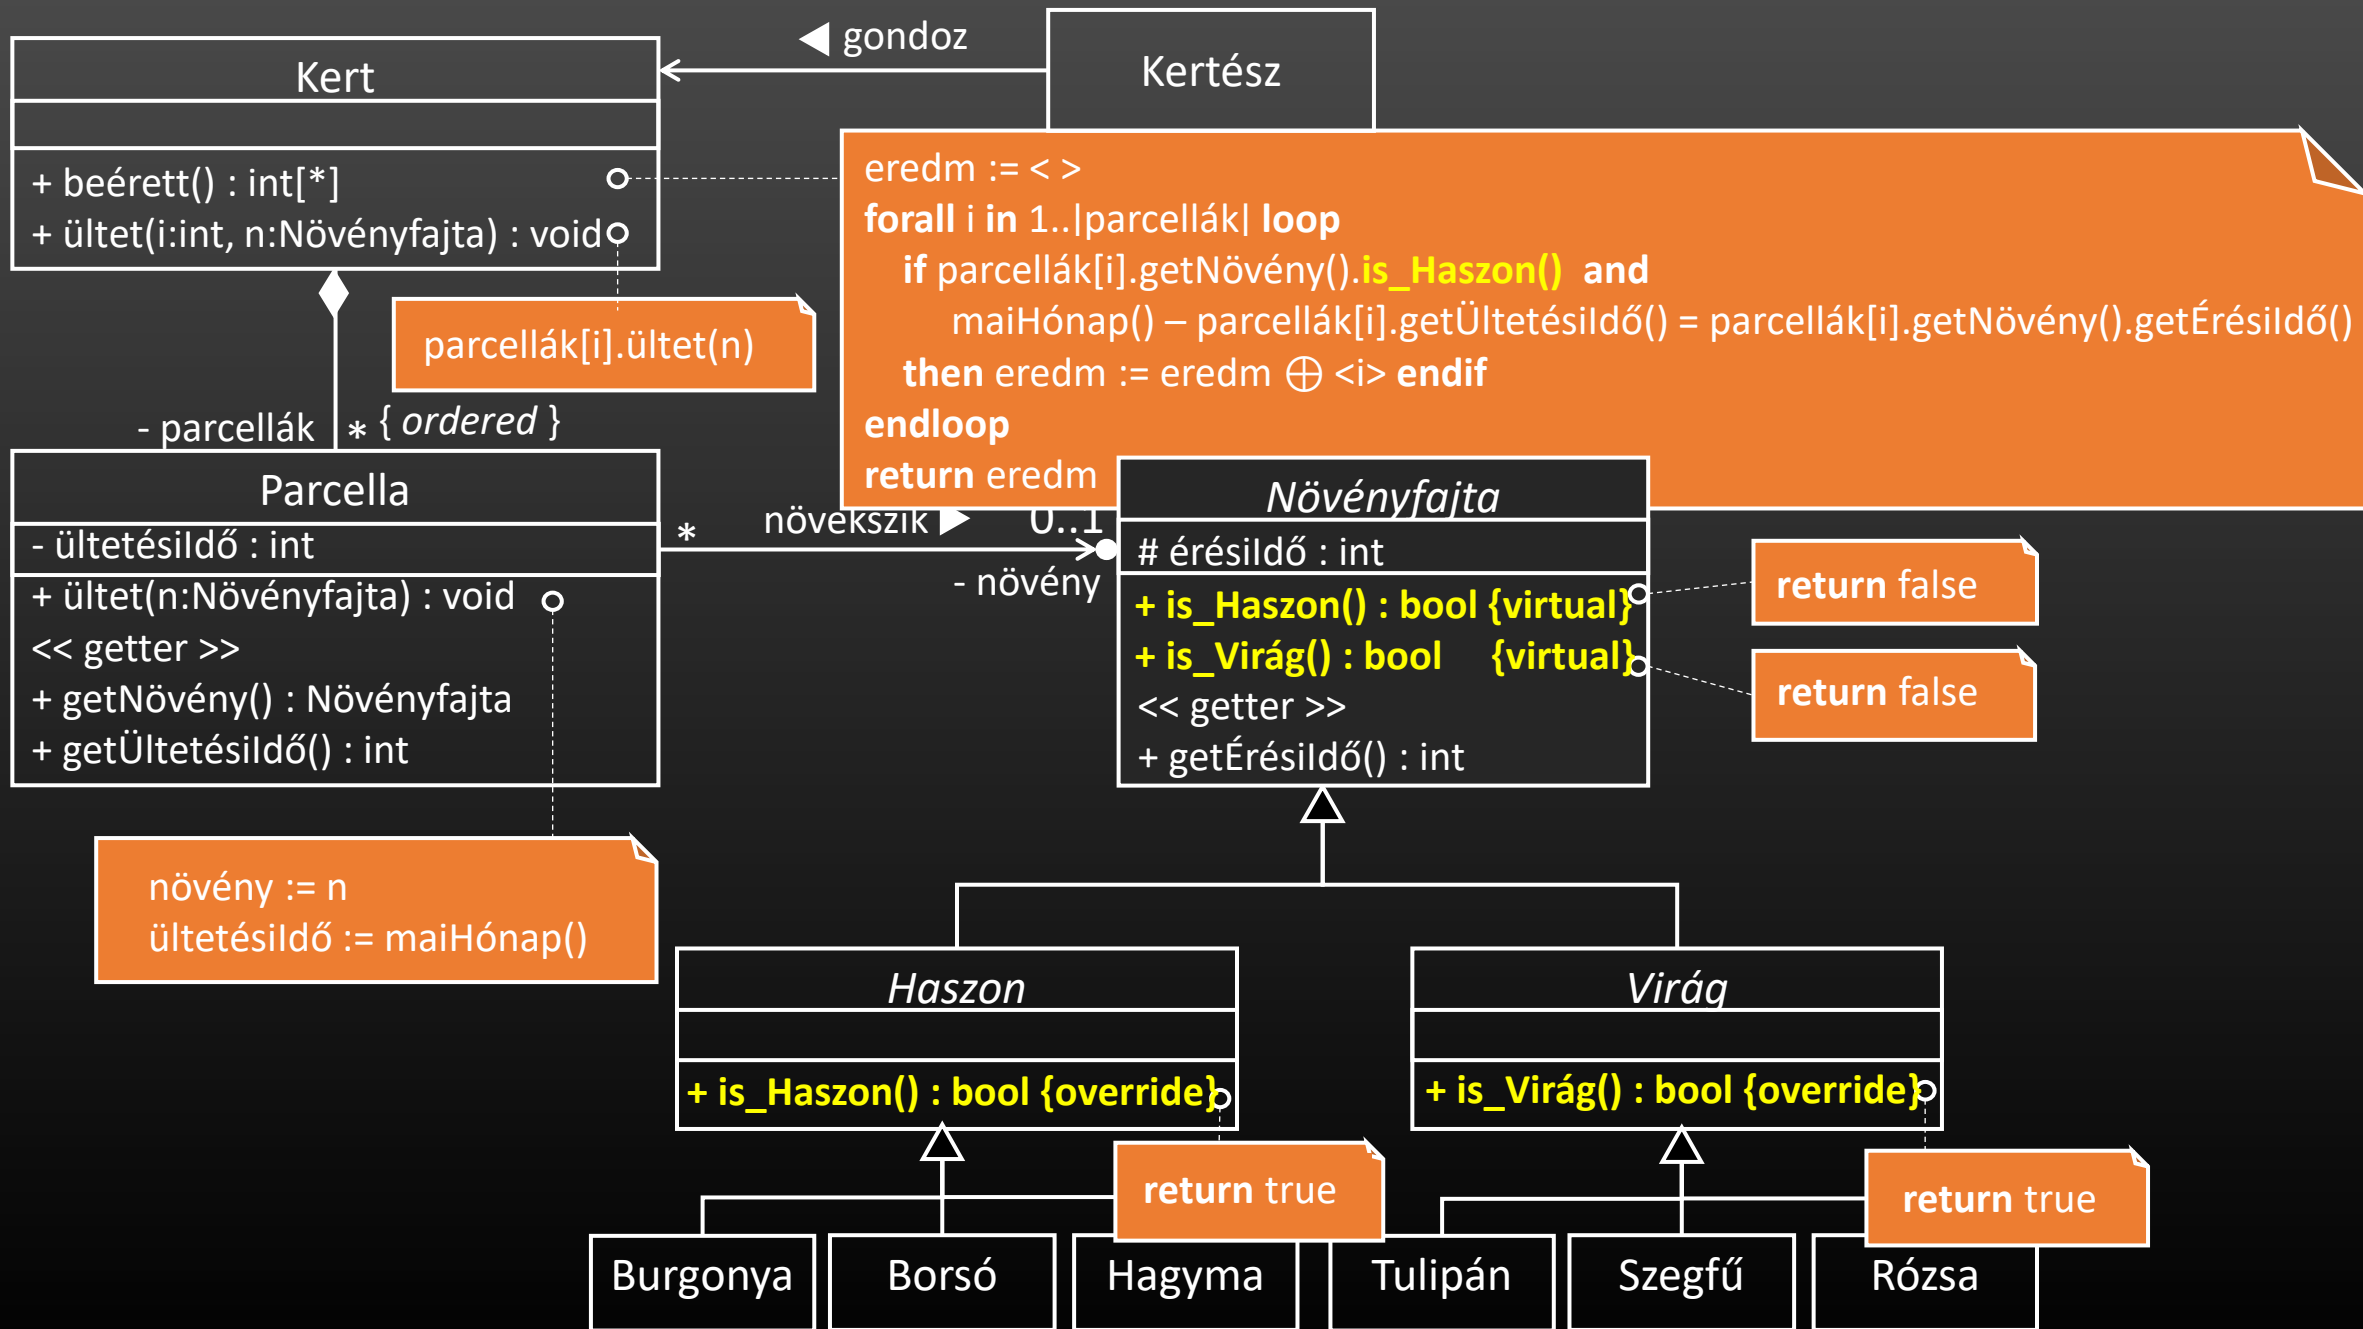 ◀ gondoz
Kertész
Kert
+ beérett() : int[*]
+ ültet(i:int, n:Növényfajta) : void
eredm := < >
forall i in 1..|parcellák| loop
if parcellák[i].getNövény().is_Haszon() and
maiHónap() – parcellák[i].getÜltetésiIdő() = parcellák[i].getNövény().getÉrésiIdő()
then eredm := eredm ⊕ <i> endif
endloop
return eredm
parcellák[i].ültet(n)
- parcellák
* { ordered }
Parcella
- ültetésiIdő : int
+ ültet(n:Növényfajta) : void
<< getter >>
+ getNövény() : Növényfajta
+ getÜltetésiIdő() : int
*
növekszik ▶
0..1
- növény
Növényfajta
# érésiIdő : int
+ is_Haszon() : bool {virtual}
+ is_Virág() : bool {virtual}
<< getter >>
+ getÉrésiIdő() : int
return false
return false
növény := n
ültetésiIdő := maiHónap()
Haszon
+ is_Haszon() : bool {override}
Virág
+ is_Virág() : bool {override}
return true
return true
Burgonya
Borsó
Hagyma
Tulipán
Szegfű
Rózsa